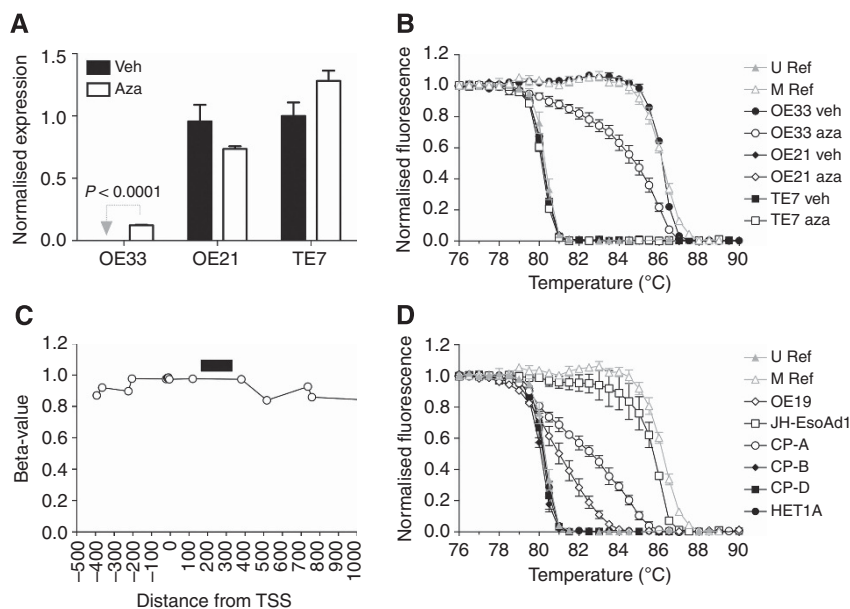 A
Normalised expression
1.5
1.0
0.5
0.0
Veh
Aza
P < 0.0001
OE33
OE21
TE7
B
Normalised fluorescence
1.2
1.0
0.8
0.6
0.4
0.2
0.0
76 78 80 82 84 86 88 90
Temperature (°C)
U Ref
M Ref
OE33 veh
OE33 aza
OE21 veh
OE21 aza
TE7 veh
TE7 aza
C
Beta-value
1.2
1.0
0.8
0.6
0.4
0.2
0.0
–500 –400 –300 –200 –100 0 100 200 300 400 500 600 700 800 900 1000
Distance from TSS
D
Normalised fluorescence
1.2
1.0
0.8
0.6
0.4
0.2
0.0
76 78 80 82 84 86 88 90
Temperature (°C)
U Ref
M Ref
OE19
JH-EsoAd1
CP-A
CP-B
CP-D
HET1A